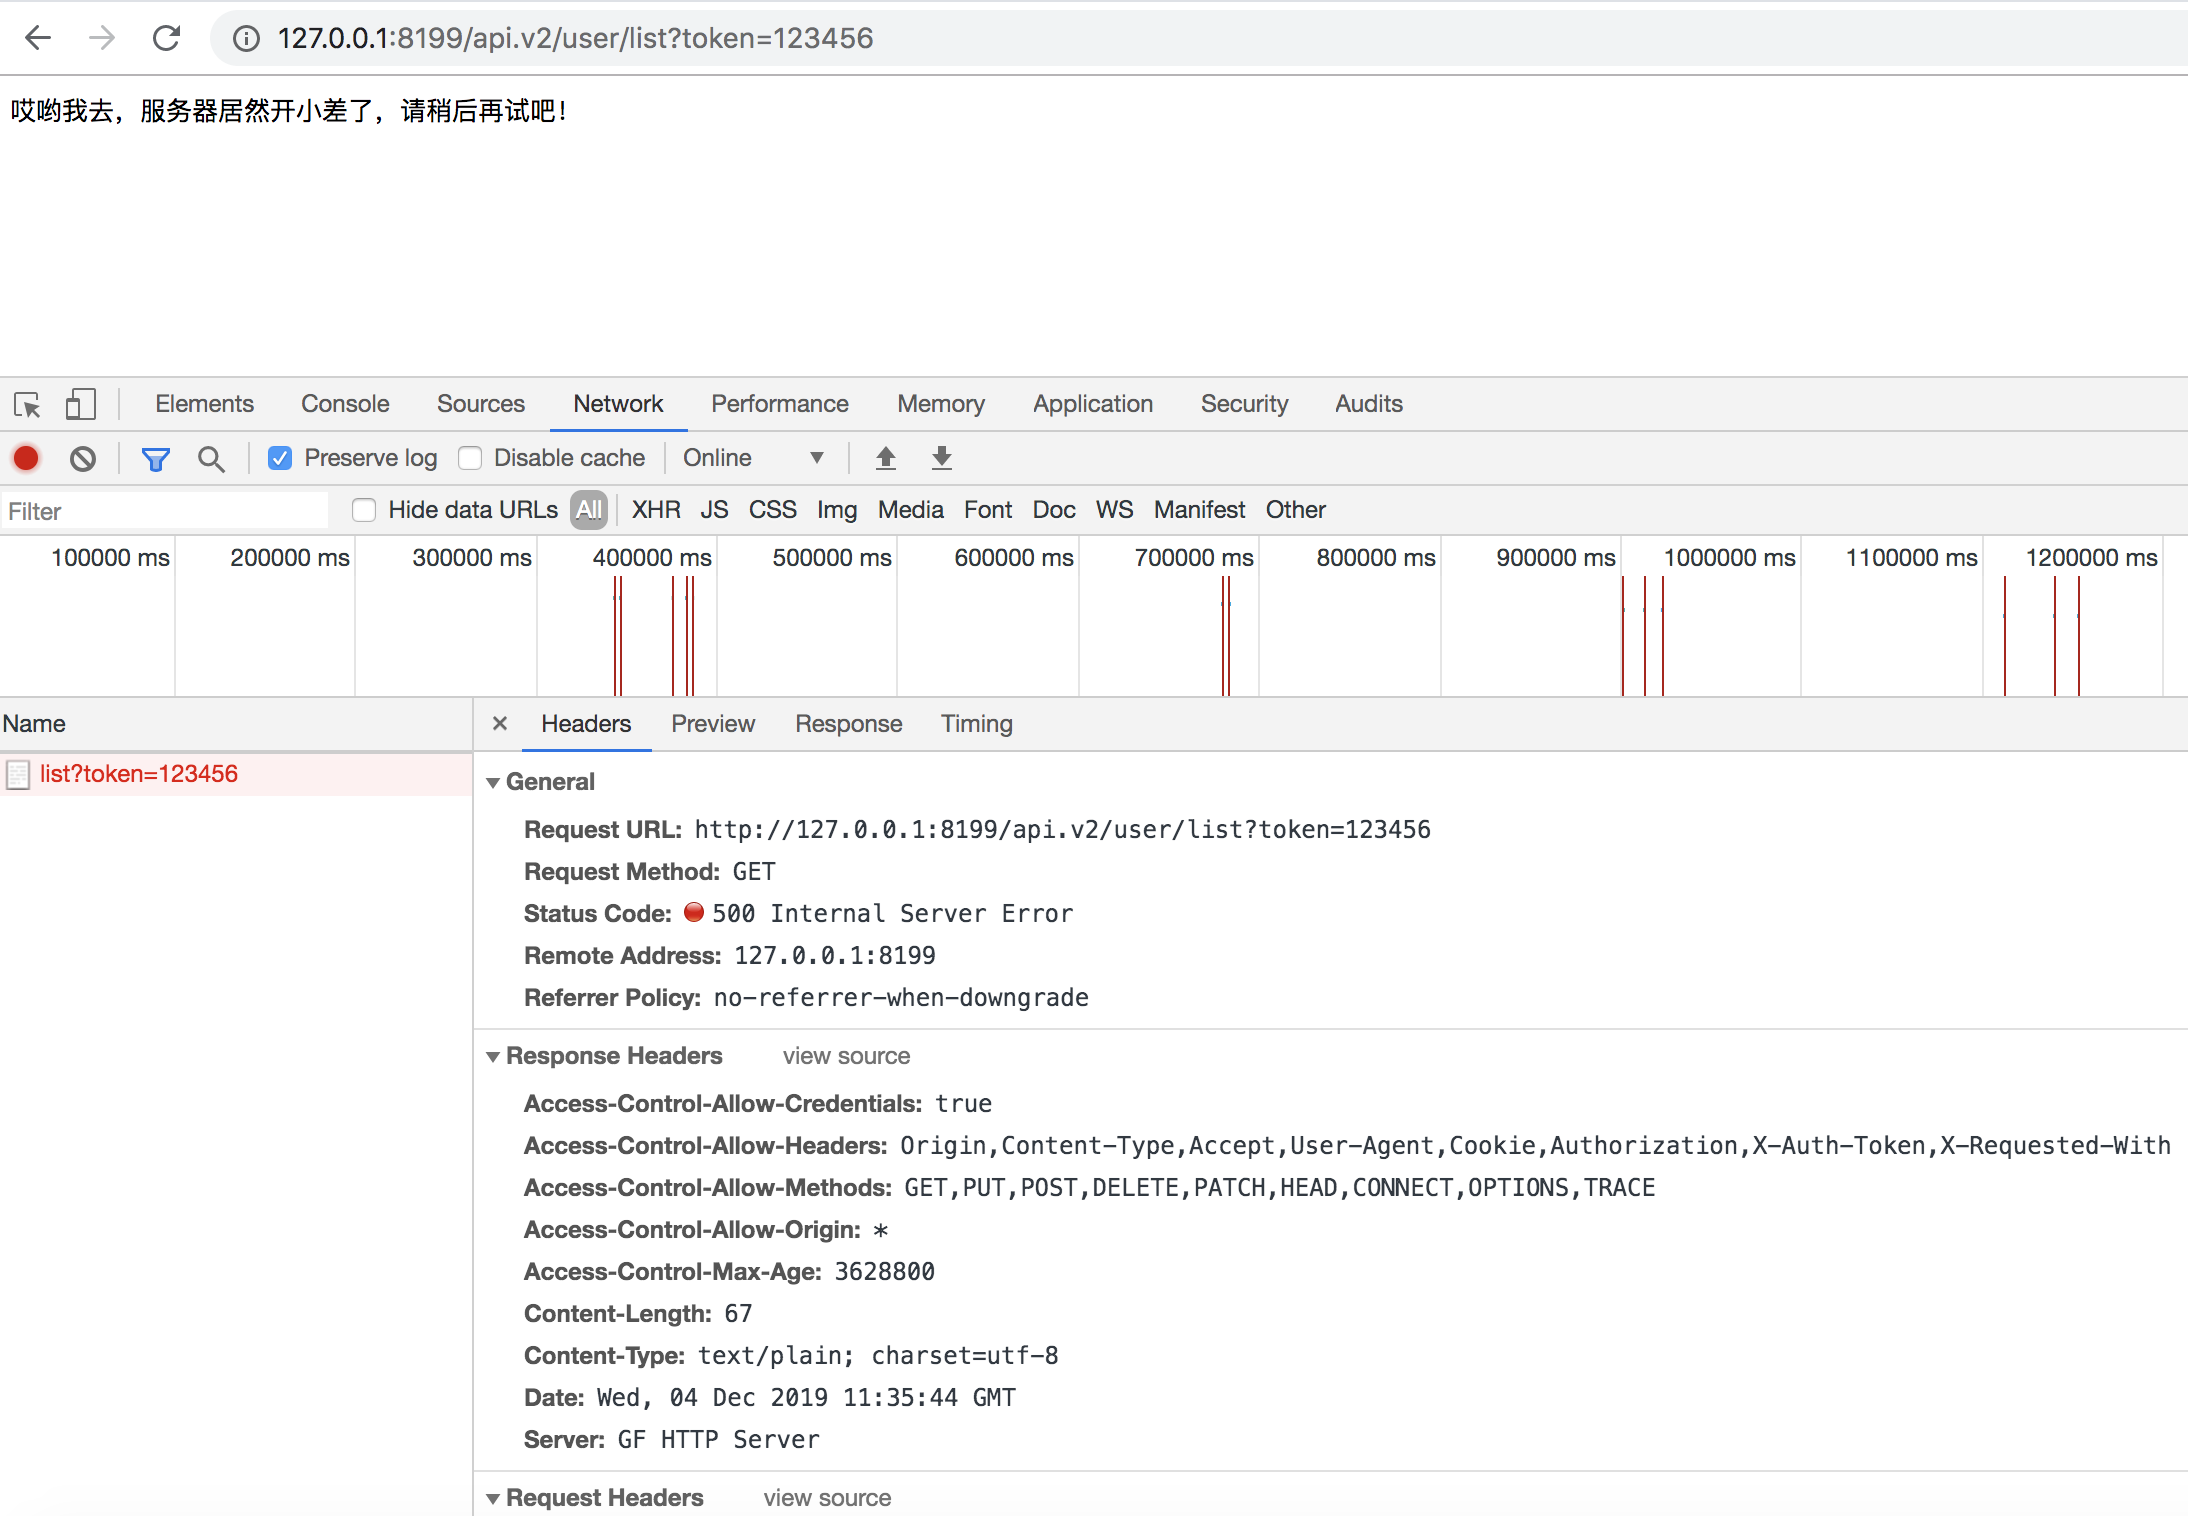 127.0.0.1:8199/api.v2/user/list?token=123456
哎哟我去，服务器居然开小差了，请稍后再试吧！
Elements Console Sources Network Performance Memory Application Security Audits
Preserve log Disable cache Online
Filter Hide data URLs All XHR JS CSS Img Media Font Doc WS Manifest Other
100000 ms 200000 ms 300000 ms 400000 ms 500000 ms 600000 ms 700000 ms 800000 ms 900000 ms 1000000 ms 1100000 ms 1200000 ms
Name × Headers Preview Response Timing
list?token=123456
General
Request URL: http://127.0.0.1:8199/api.v2/user/list?token=123456
Request Method: GET
Status Code: 500 Internal Server Error
Remote Address: 127.0.0.1:8199
Referrer Policy: no-referrer-when-downgrade
Response Headers view source
Access-Control-Allow-Credentials: true
Access-Control-Allow-Headers: Origin,Content-Type,Accept,User-Agent,Cookie,Authorization,X-Auth-Token,X-Requested-With
Access-Control-Allow-Methods: GET,PUT,POST,DELETE,PATCH,HEAD,CONNECT,OPTIONS,TRACE
Access-Control-Allow-Origin: *
Access-Control-Max-Age: 3628800
Content-Length: 67
Content-Type: text/plain; charset=utf-8
Date: Wed, 04 Dec 2019 11:35:44 GMT
Server: GF HTTP Server
Request Headers view source